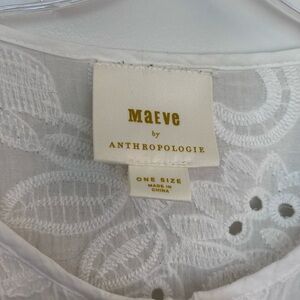 MAEVE
by
ANTHROPOLOGIE
ONE SIZE
MADE IN
CHINA